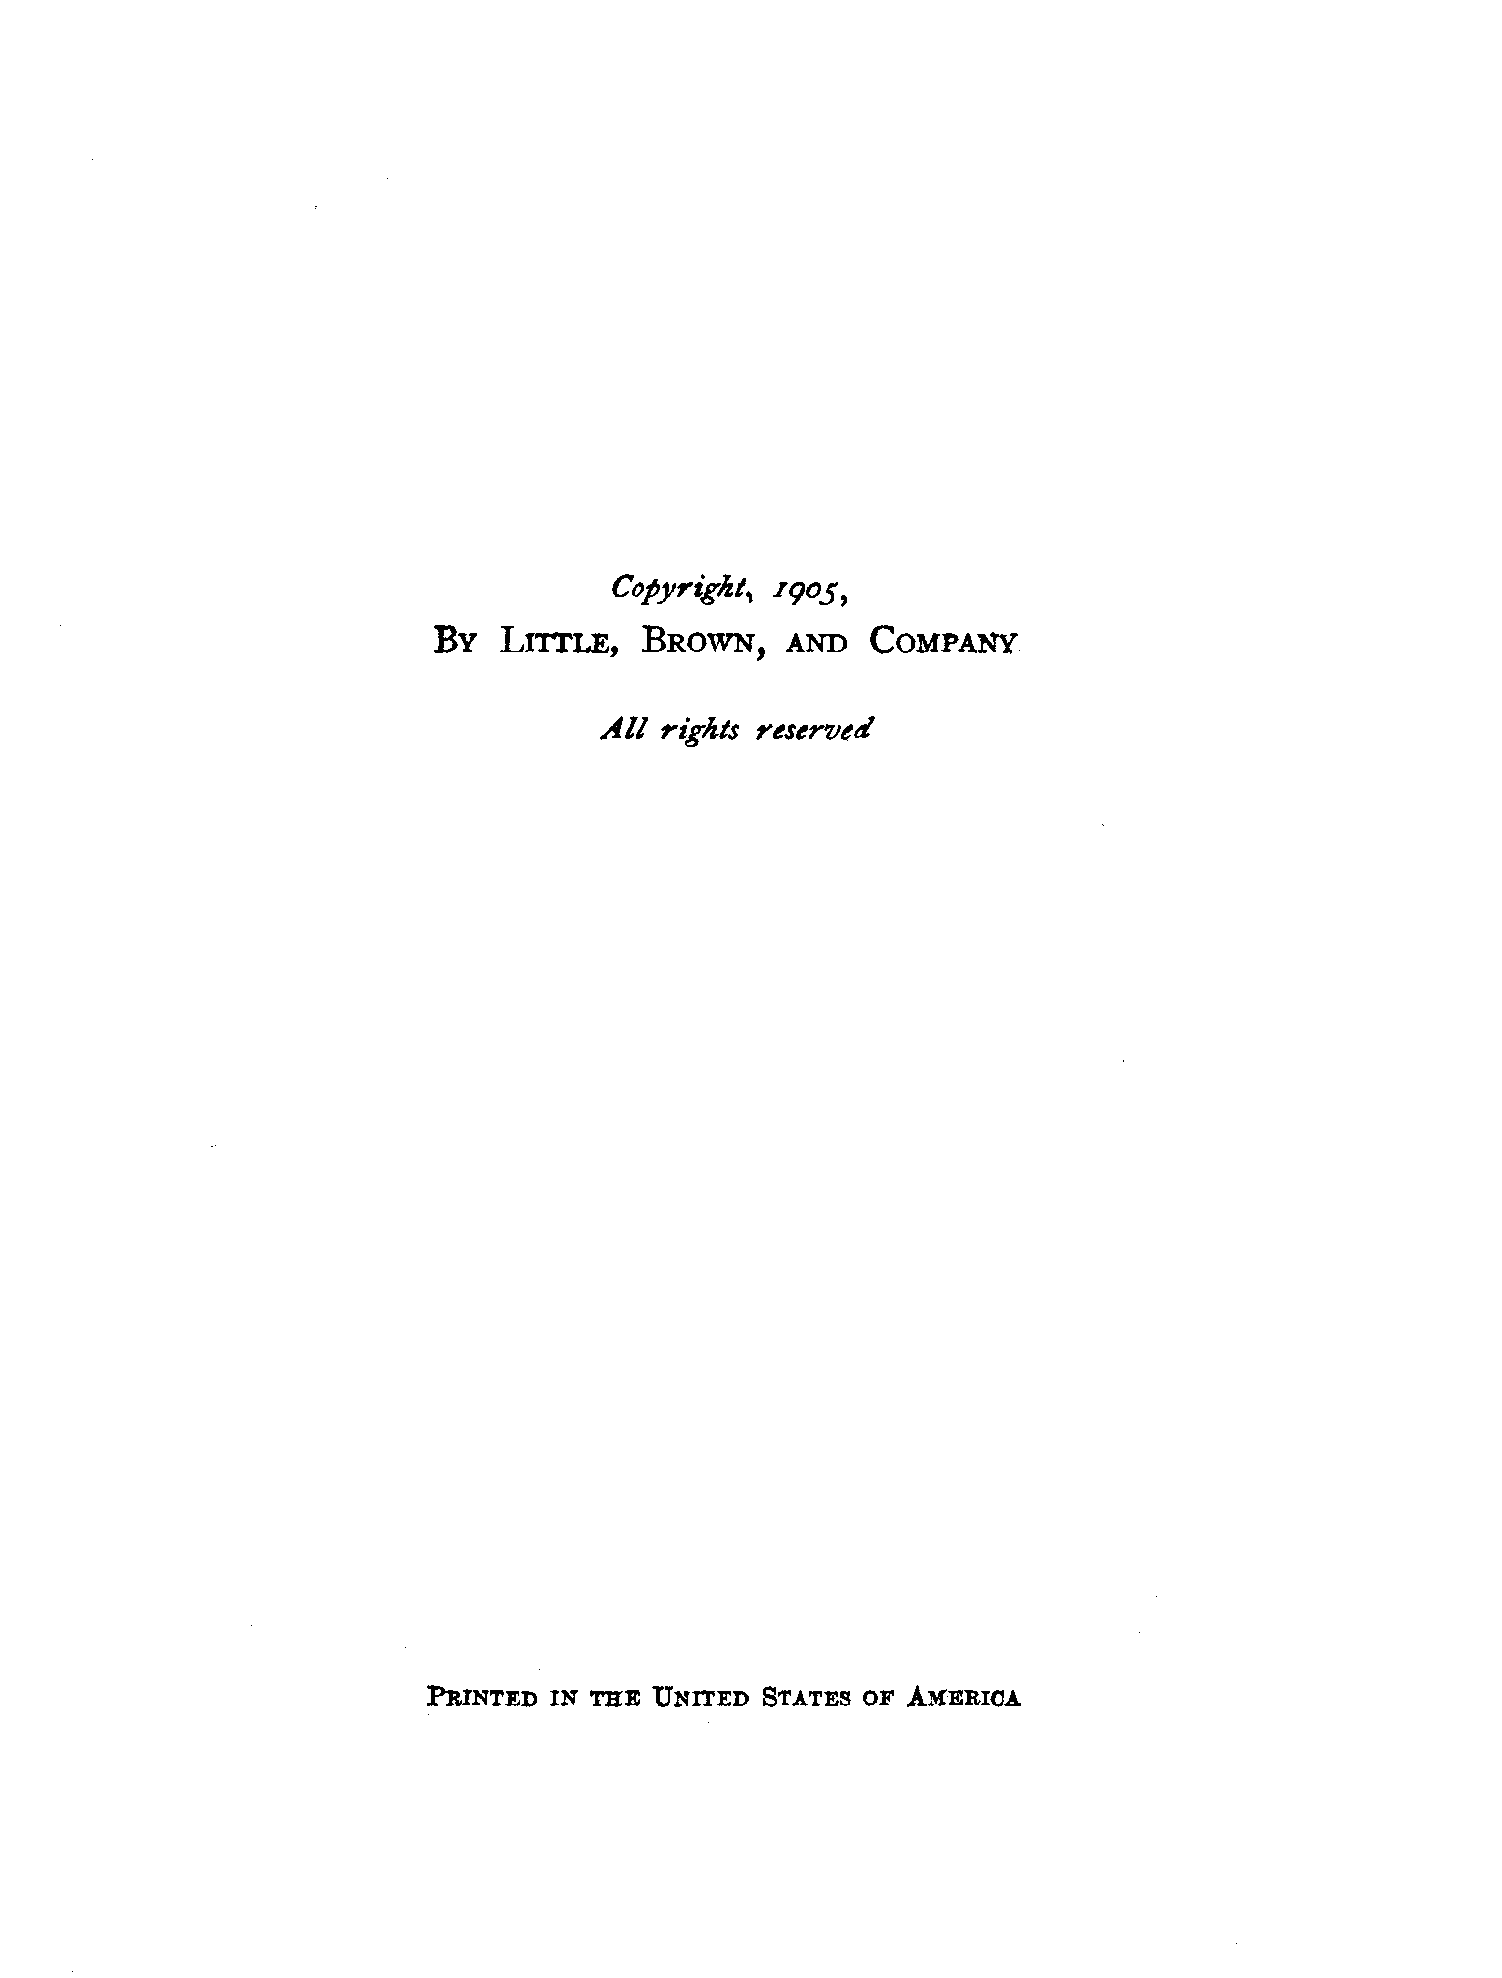 Copyright, 1905,
By Little, Brown, and Company
All rights reserved
Printed in the United States of America